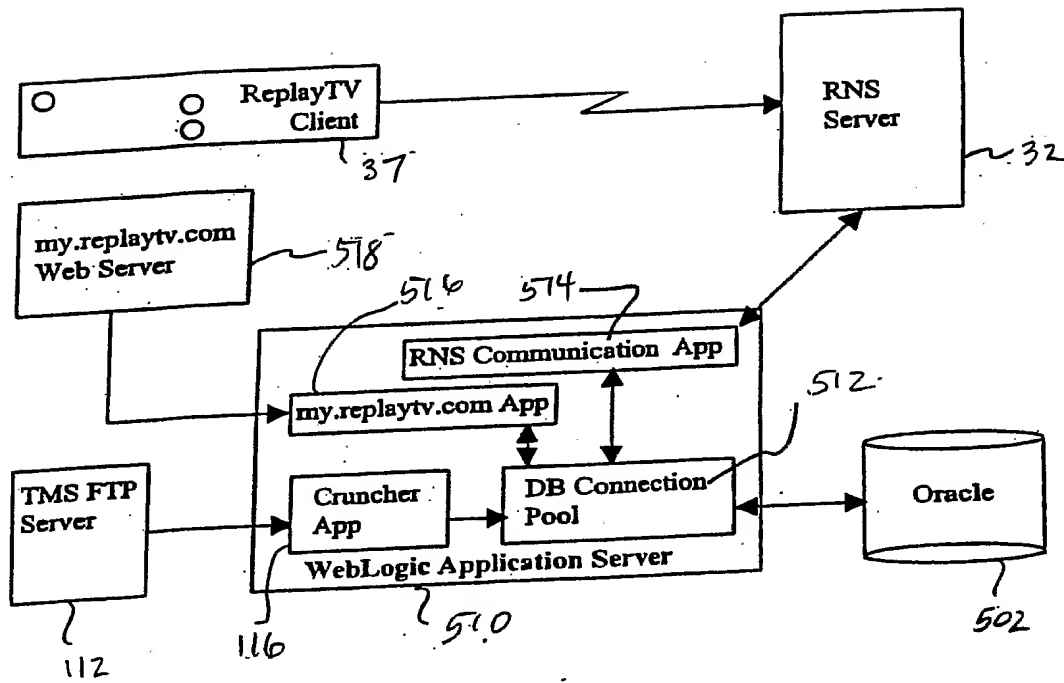 ReplayTV
Client
37
RNS
Server
32
my.replaytv.com
Web Server
518
516
514
RNS Communication App
my.replaytv.com App
512
TMS FTP
Server
Cruncher
App
DB Connection
Pool
Oracle
WebLogic Application Server
112
116
510
502